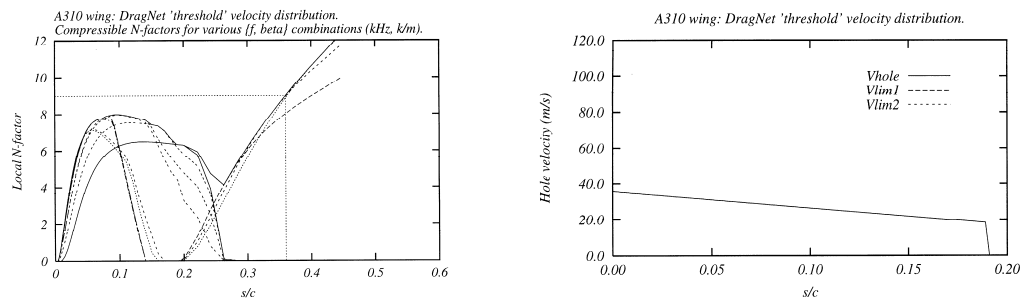 A310 wing: DragNet 'threshold' velocity distribution.
Compressible N-factors for various {f, beta} combinations (kHz, k/m).
12
10
8
6
4
2
0
Local N-factor
0 0.1 0.2 0.3 0.4 0.5 0.6
s/c
A310 wing: DragNet 'threshold' velocity distribution.
120.0
100.0
80.0
60.0
40.0
20.0
0.0
Hole velocity (m/s)
Vhole
Vlim1
Vlim2
0.00 0.05 0.10 0.15 0.20
s/c